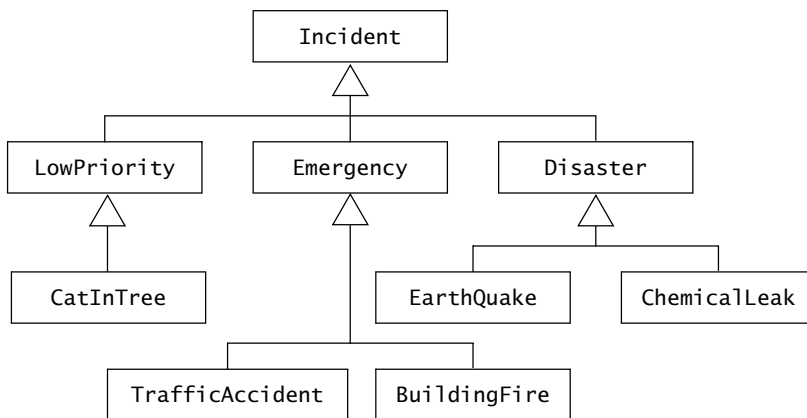 Incident
LowPriority
Emergency
Disaster
CatInTree
EarthQuake
ChemicalLeak
TrafficAccident
BuildingFire